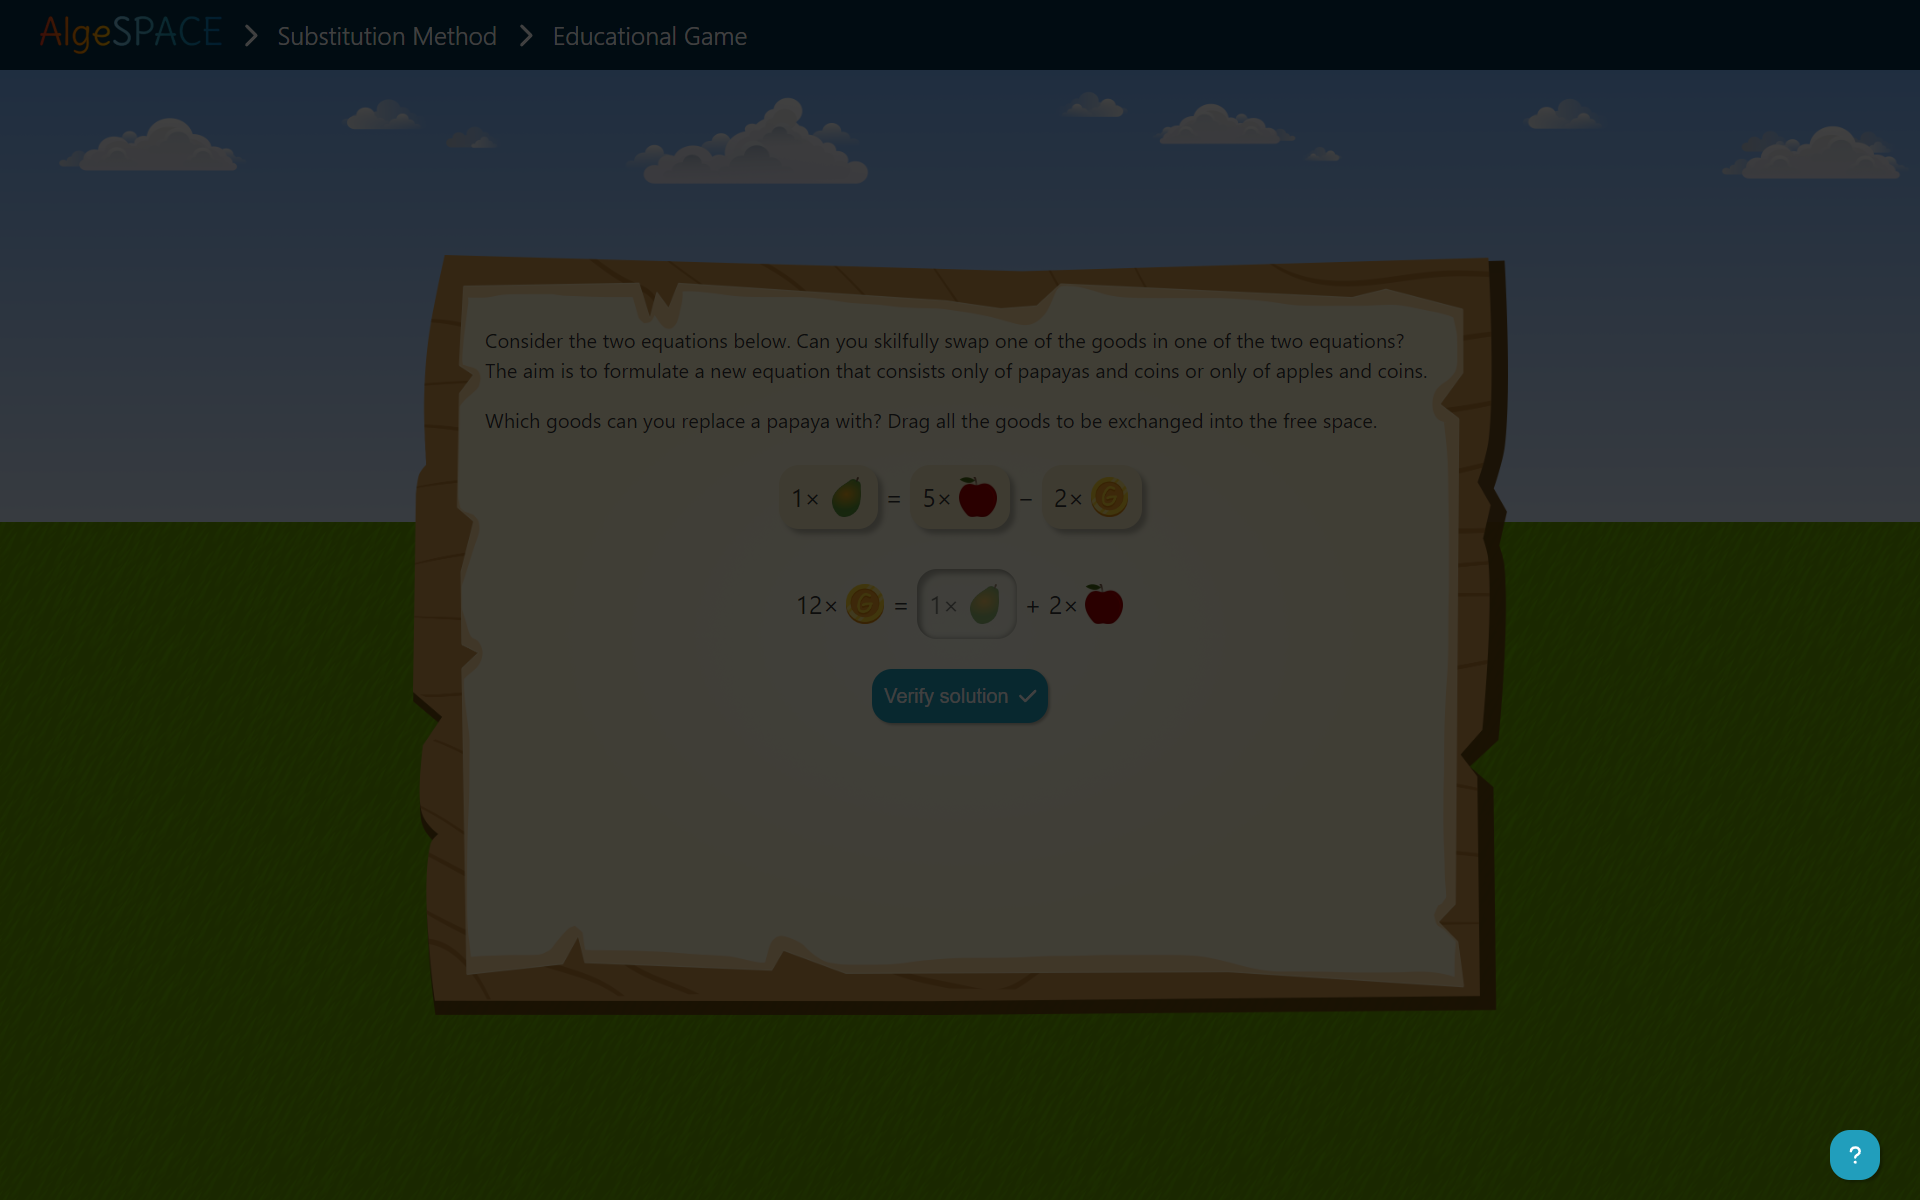 AlgeSPACE > Substitution Method > Educational Game
Consider the two equations below. Can you skilfully swap one of the goods in one of the two equations?
The aim is to formulate a new equation that consists only of papayas and coins or only of apples and coins.
Which goods can you replace a papaya with? Drag all the goods to be exchanged into the free space.
1× = 5× − 2× G
12× G = 1× + 2×
Verify solution ✓
?